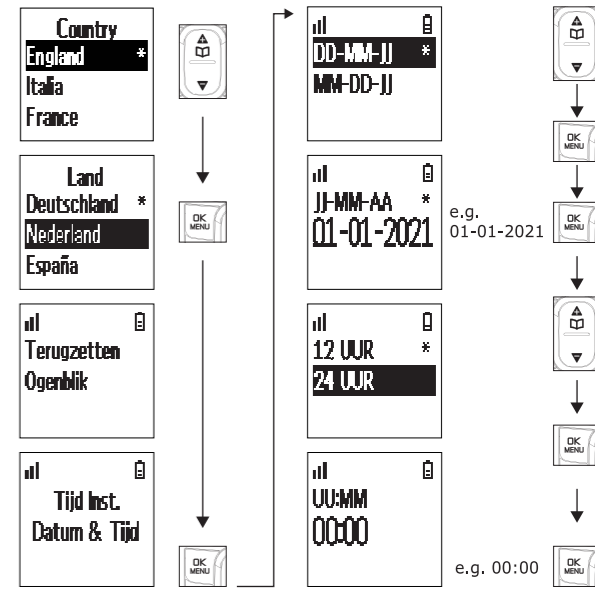 Country
England *
Italia
France
Land
Deutschland *
Nederland
España
OK
MENU
Terugzetten
Ogenblik
Tijd Inst.
Datum & Tijd
OK
MENU
DD-MM-JJ *
MM-DD-JJ
OK
MENU
JJ-MM-AA *
01-01-2021
e.g.
01-01-2021
OK
MENU
12 UUR *
24 UUR
OK
MENU
UU:MM
00:00
e.g. 00:00
OK
MENU